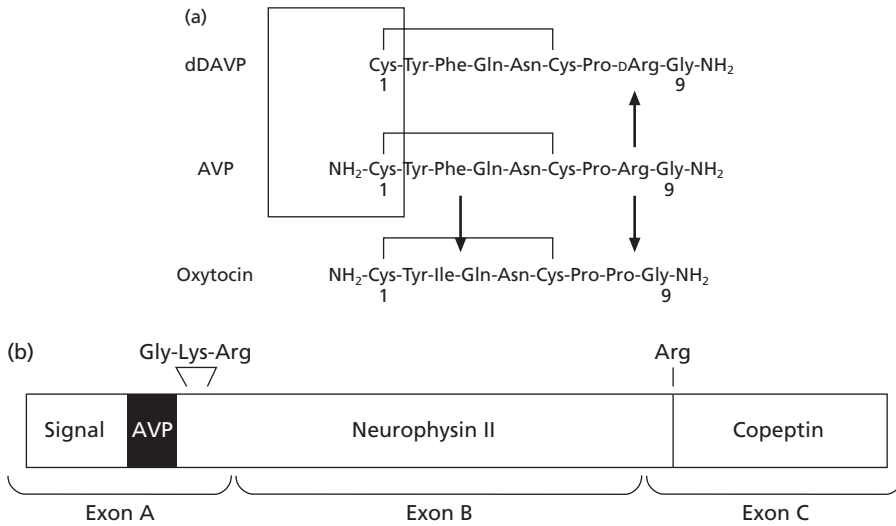 (a)
dDAVP Cys-Tyr-Phe-Gln-Asn-Cys-Pro-DArg-Gly-NH₂
1 9
AVP NH₂-Cys-Tyr-Phe-Gln-Asn-Cys-Pro-Arg-Gly-NH₂
1 9
Oxytocin NH₂-Cys-Tyr-Ile-Gln-Asn-Cys-Pro-Pro-Gly-NH₂
1 9
(b) Gly-Lys-Arg Arg
Signal AVP Neurophysin II Copeptin
Exon A Exon B Exon C